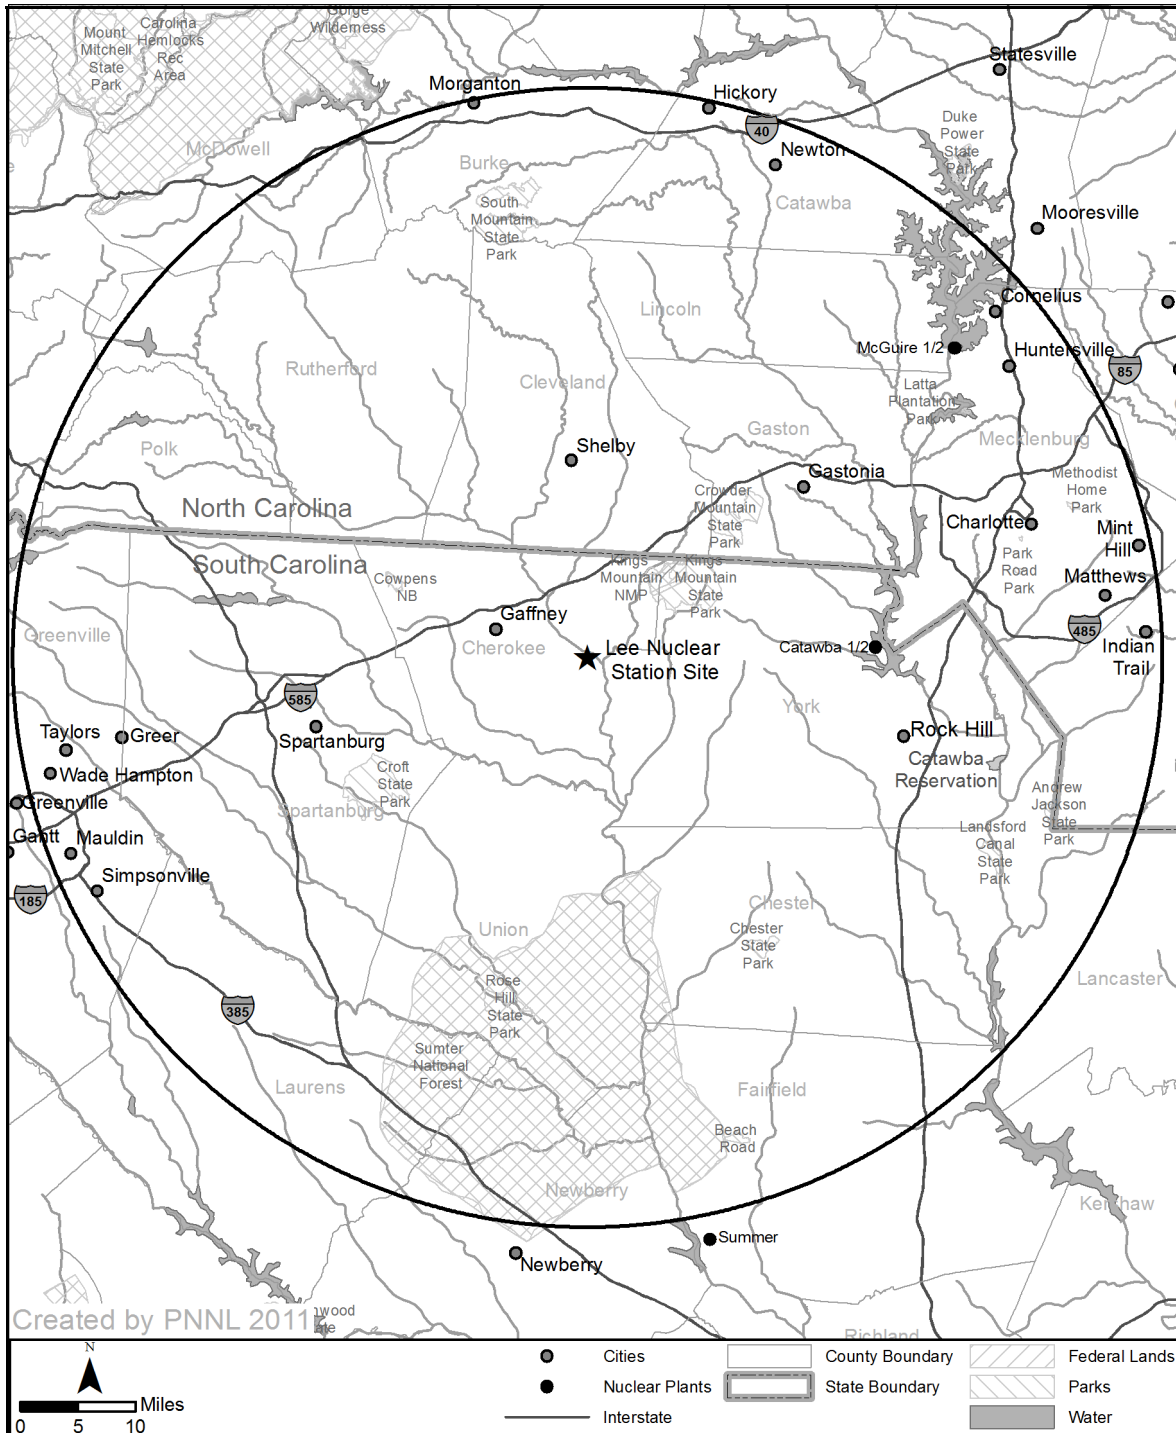 Gorge
Wilderness
Carolina
Hemlocks
Rec
Area
Mount
Mitchell
State
Park
Statesville
Morganton
Hickory
40
Newton
Duke
Power
State
Park
McDowell
Burke
Catawba
South
Mountain
State
Park
Mooresville
Cornelius
Lincoln
McGuire 1/2
Huntersville
85
Rutherford
Cleveland
Latta
Plantation
Park
Gaston
Mecklenburg
Polk
Shelby
Gastonia
Methodist
Home
Park
Crowder
Mountain
State
Park
North Carolina
Charlotte
Mint
Hill
South Carolina
Kings
Mountain
NMP
Kings
Mountain
State
Park
Park
Road
Park
Cowpens
NB
Matthews
Gaffney
Greenville
Cherokee
Lee Nuclear
Station Site
Catawba 1/2
485
Indian
Trail
585
York
Taylors
Greer
Spartanburg
Rock Hill
Wade Hampton
Croft
State
Park
Catawba
Reservation
Greenville
Spartanburg
Andrew
Jackson
State
Park
Gantt
Mauldin
Landsford
Canal
State
Park
Simpsonville
185
Chester
Union
Chester
State
Park
Lancaster
Rose
Hill
State
Park
385
Sumter
National
Forest
Laurens
Fairfield
Beach
Road
Newberry
Kershaw
Summer
Newberry
Created by PNNL 2011
Richland
N
Miles
0 5 10
Cities
Nuclear Plants
Interstate
County Boundary
State Boundary
Federal Lands
Parks
Water